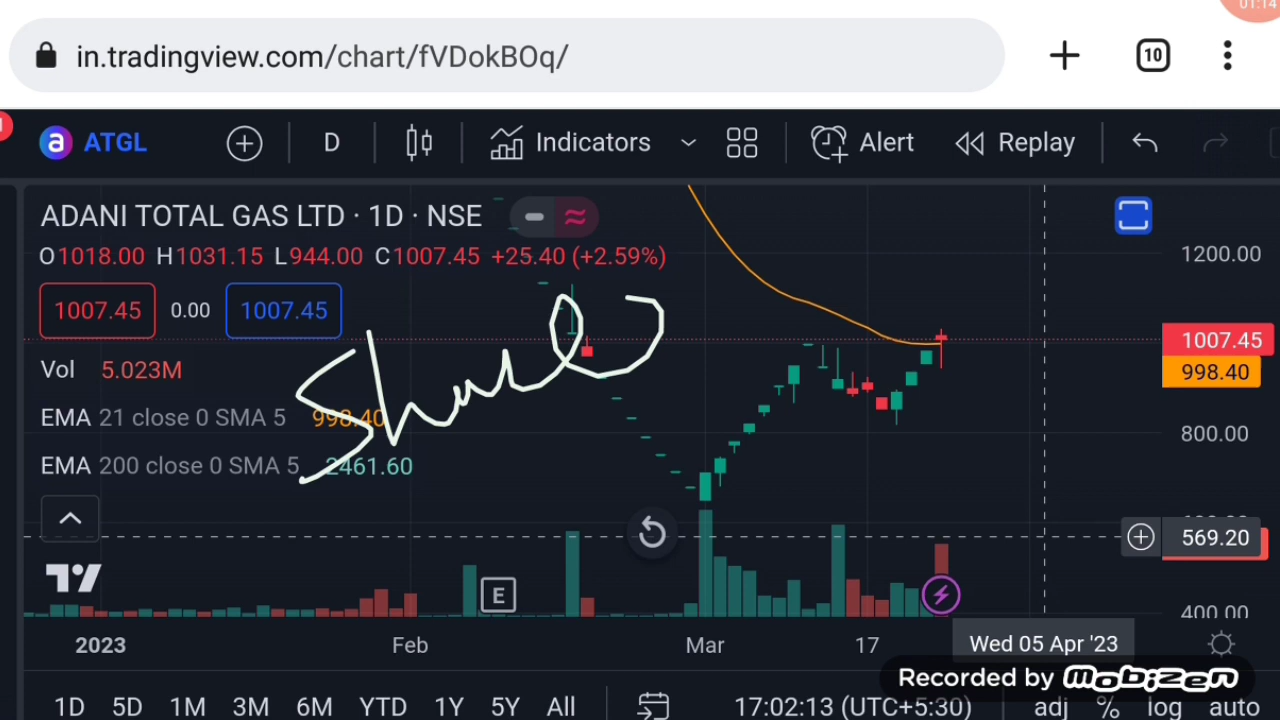 01:14
in.tradingview.com/chart/fVDokBOq/
10
ATGL
D
Indicators
Alert
Replay
ADANI TOTAL GAS LTD · 1D · NSE
O1018.00 H1031.15 L944.00 C1007.45 +25.40 (+2.59%)
1007.45
0.00
1007.45
Vol 5.023M
EMA 21 close 0 SMA 5 998.40
EMA 200 close 0 SMA 5 2461.60
1200.00
1007.45
998.40
800.00
569.20
400.00
E
2023
Feb
Mar
17
Wed 05 Apr '23
Recorded by mobizen
1D 5D 1M 3M 6M YTD 1Y 5Y All
17:02:13 (UTC+5:30)
adj % log auto